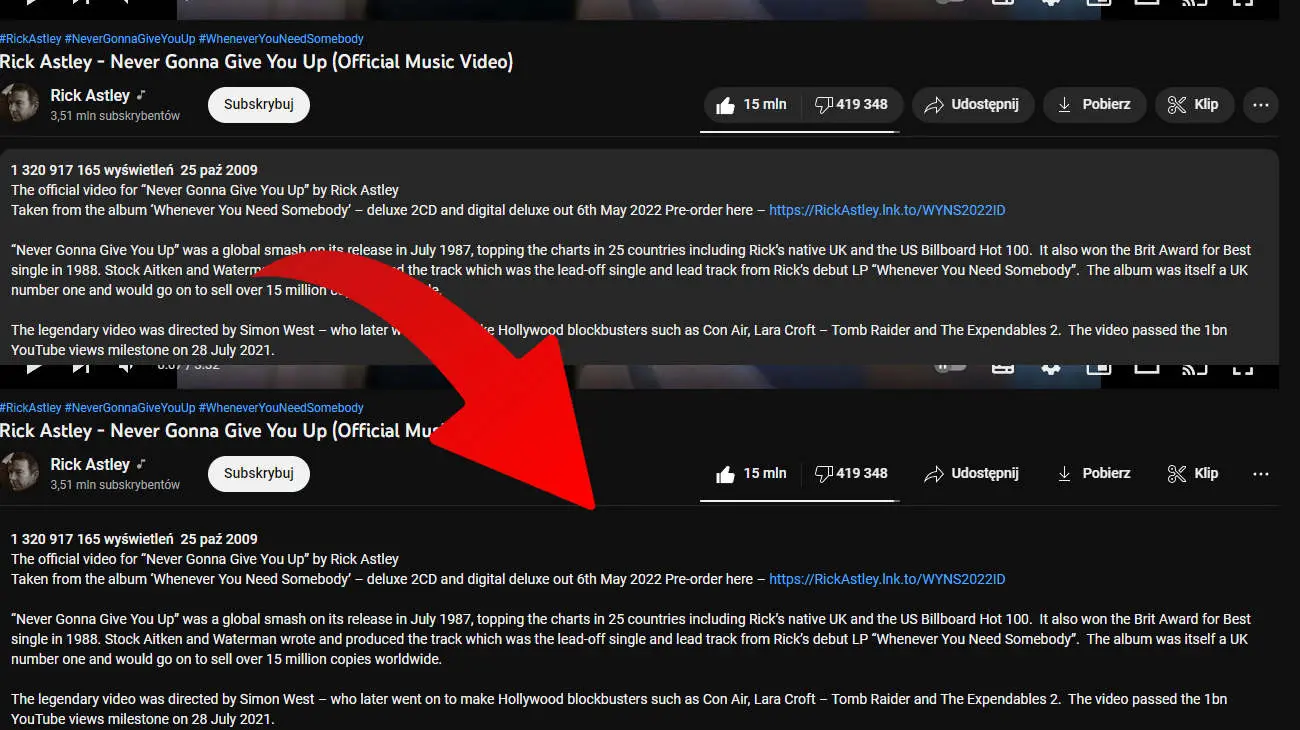 #RickAstley #NeverGonnaGiveYouUp #WheneverYouNeedSomebody
Rick Astley - Never Gonna Give You Up (Official Music Video)
Rick Astley
3,51 mln subskrybentów
Subskrybuj
15 mln
419 348
Udostępnij
Pobierz
Klip
1 320 917 165 wyświetleń 25 paź 2009
The official video for “Never Gonna Give You Up” by Rick Astley
Taken from the album ‘Whenever You Need Somebody’ – deluxe 2CD and digital deluxe out 6th May 2022 Pre-order here – https://RickAstley.lnk.to/WYNS2022ID
“Never Gonna Give You Up” was a global smash on its release in July 1987, topping the charts in 25 countries including Rick’s native UK and the US Billboard Hot 100. It also won the Brit Award for Best
single in 1988. Stock Aitken and the track which was the lead-off single and lead track from Rick’s debut LP “Whenever You Need Somebody”. The album was itself a UK
number one and would go on to sell over 15 million
The legendary video was directed by Simon West – who later Hollywood blockbusters such as Con Air, Lara Croft – Tomb Raider and The Expendables 2. The video passed the 1bn
YouTube views milestone on 28 July 2021.
#RickAstley #NeverGonnaGiveYouUp #WheneverYouNeedSomebody
Rick Astley - Never Gonna Give You Up (Official
Rick Astley
3,51 mln subskrybentów
Subskrybuj
15 mln
419 348
Udostępnij
Pobierz
Klip
1 320 917 165 wyświetleń 25 paź 2009
The official video for “Never Gonna Give You Up” by Rick Astley
Taken from the album ‘Whenever You Need Somebody’ – deluxe 2CD and digital deluxe out 6th May 2022 Pre-order here – https://RickAstley.lnk.to/WYNS2022ID
“Never Gonna Give You Up” was a global smash on its release in July 1987, topping the charts in 25 countries including Rick’s native UK and the US Billboard Hot 100. It also won the Brit Award for Best
single in 1988. Stock Aitken and Waterman wrote and produced the track which was the lead-off single and lead track from Rick’s debut LP “Whenever You Need Somebody”. The album was itself a UK
number one and would go on to sell over 15 million copies worldwide.
The legendary video was directed by Simon West – who later went on to make Hollywood blockbusters such as Con Air, Lara Croft – Tomb Raider and The Expendables 2. The video passed the 1bn
YouTube views milestone on 28 July 2021.